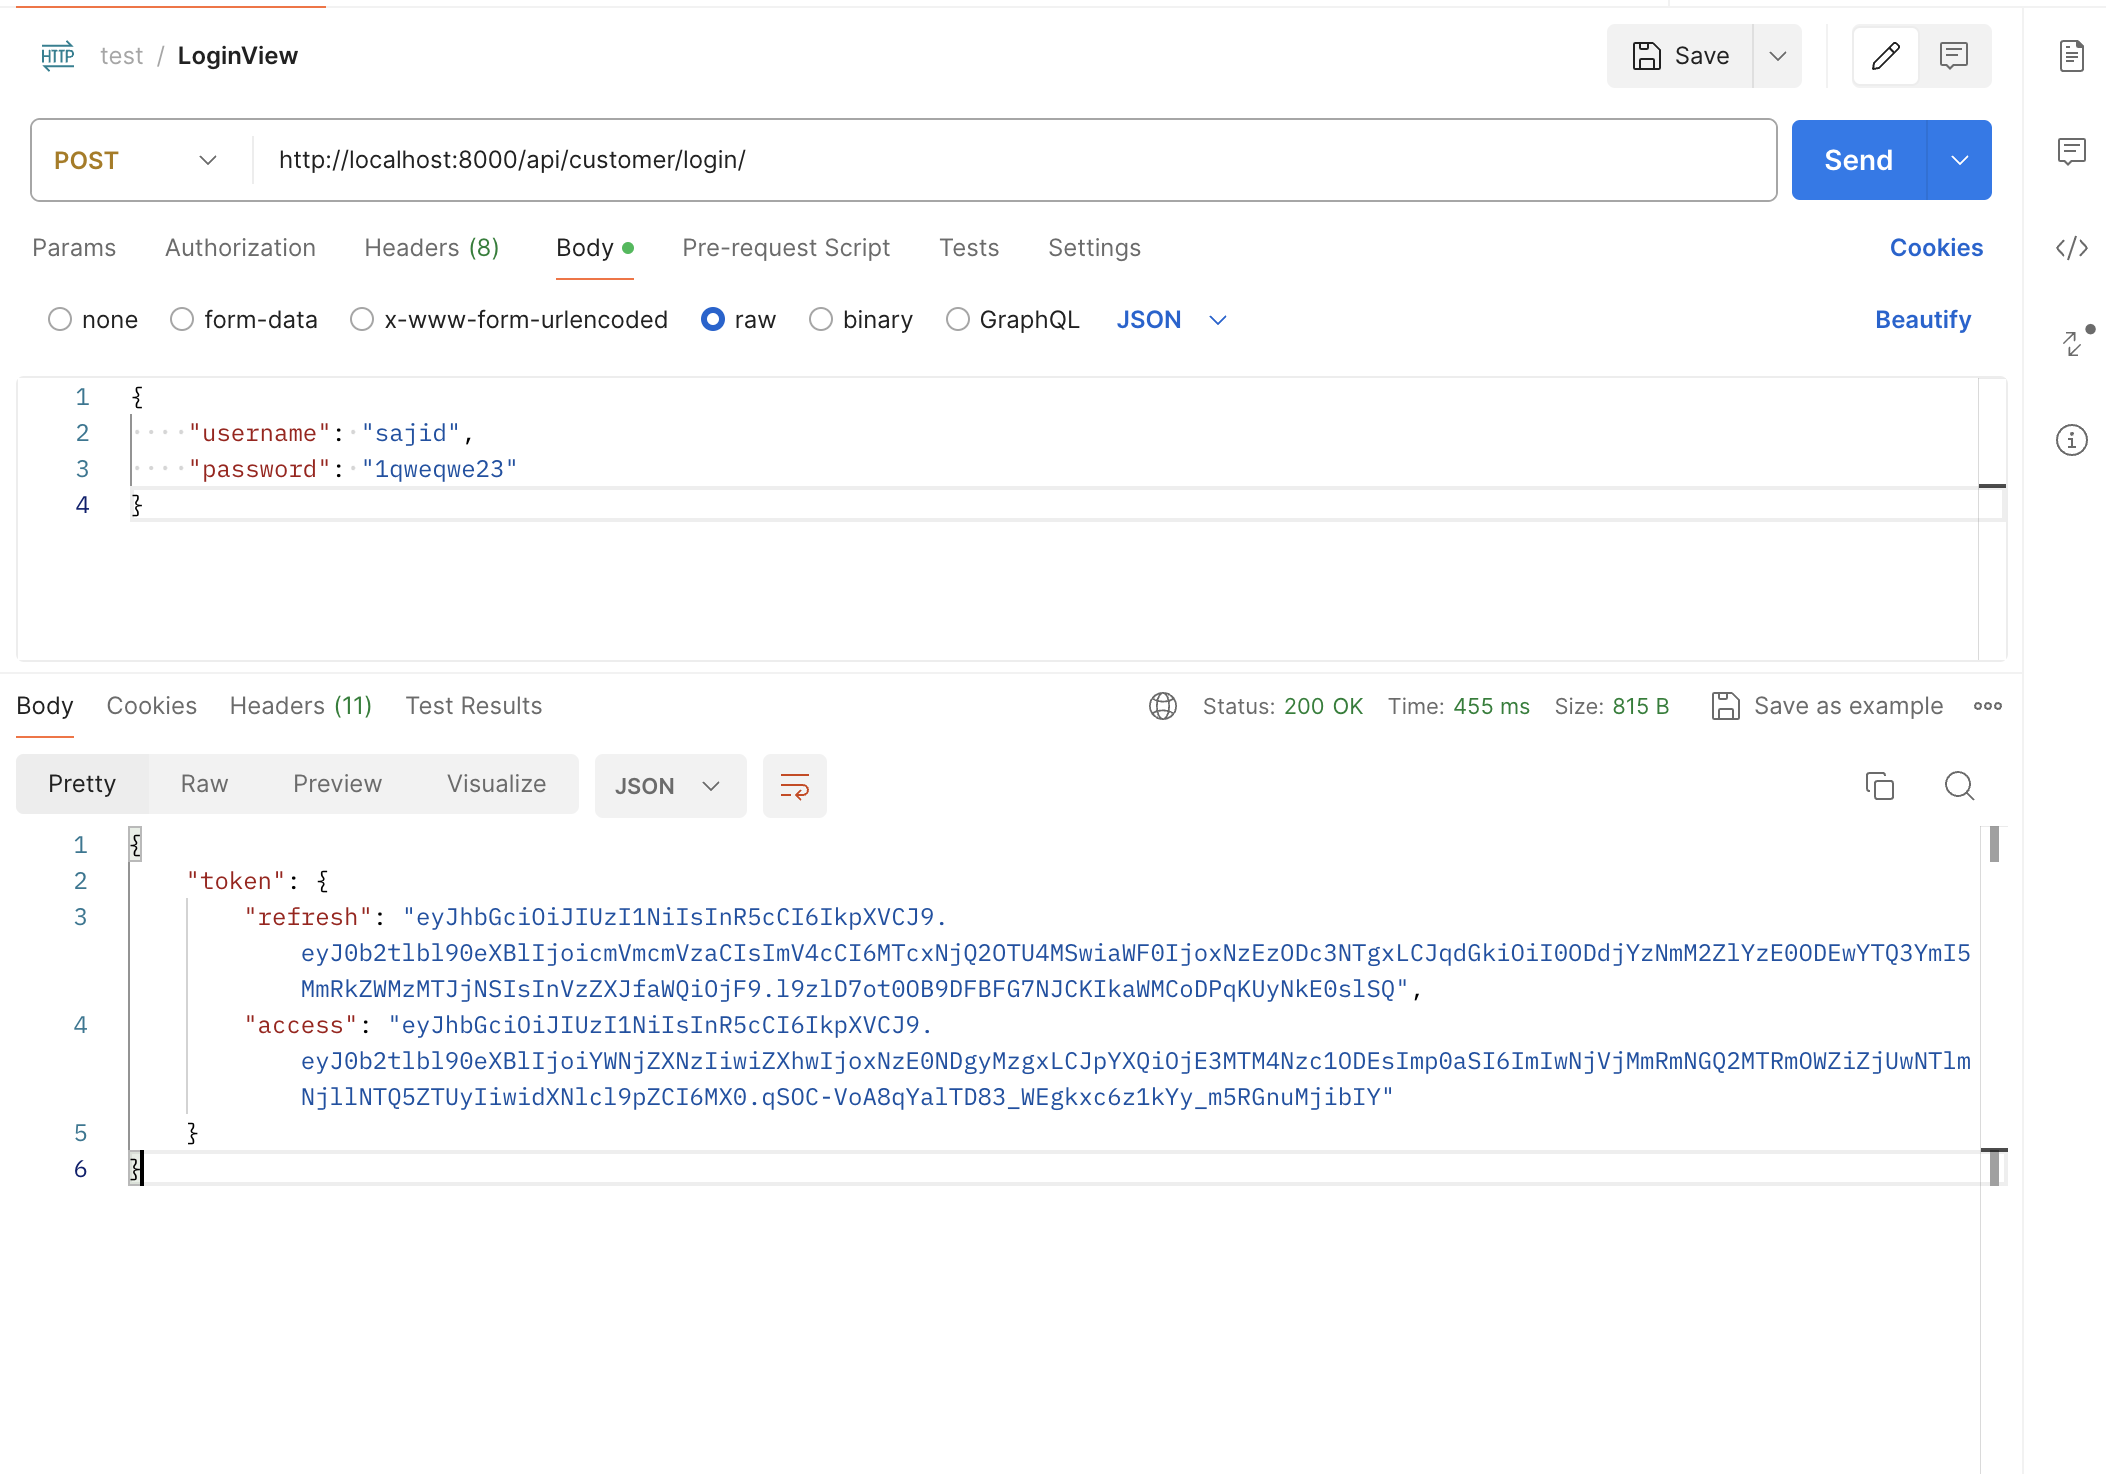 HTTP test / LoginView Save
POST http://localhost:8000/api/customer/login/ Send
Params Authorization Headers (8) Body Pre-request Script Tests Settings Cookies
none form-data x-www-form-urlencoded raw binary GraphQL JSON Beautify
1 {
2 "username": "sajid",
3 "password": "1qweqwe23"
4 }
Body Cookies Headers (11) Test Results Status: 200 OK Time: 455 ms Size: 815 B Save as example
Pretty Raw Preview Visualize JSON
1 {
2 "token": {
3 "refresh": "eyJhbGciOiJIUzI1NiIsInR5cCI6IkpXVCJ9.
eyJ0b2tlbl90eXBlIjoicmVmcmVzaCIsImV4cCI6MTcxNjQ2OTU4MSwiaWF0IjoxNzEzODc3NTgxLCJqdGkiOiI0ODdjYzNmM2ZlYzE0ODEwYTQ3YmI5
MmRkZWMzMTJjNSIsInVzZXJfaWQiOjF9.l9zlD7ot0OB9DFBFG7NJCKIkaWMCoDPqKUyNkE0slSQ",
4 "access": "eyJhbGciOiJIUzI1NiIsInR5cCI6IkpXVCJ9.
eyJ0b2tlbl90eXBlIjoiYWNjZXNzIiwiZXhwIjoxNzE0NDgyMzgxLCJpYXQiOjE3MTM4Nzc1ODEsImp0aSI6ImIwNjVjMmRmNGQ2MTRmOWZiZjUwNTlm
NjllNTQ5ZTUyIiwidXNlcl9pZCI6MX0.qSOC-VoA8qYalTD83_WEgkxc6z1kYy_m5RGnuMjibIY"
5 }
6 }